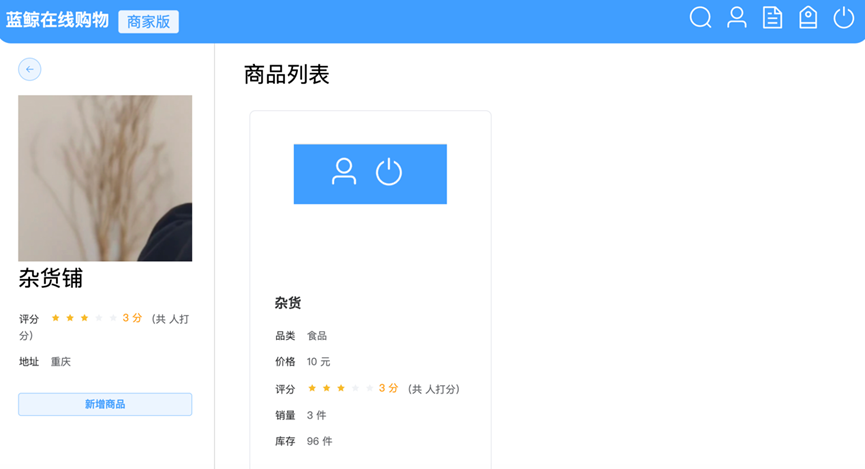 蓝鲸在线购物 商家版
商品列表
杂货铺
评分 3 分 (共 人打
分)
地址 重庆
新增商品
杂货
品类 食品
价格 10 元
评分 3 分 (共 人打分)
销量 3 件
库存 96 件